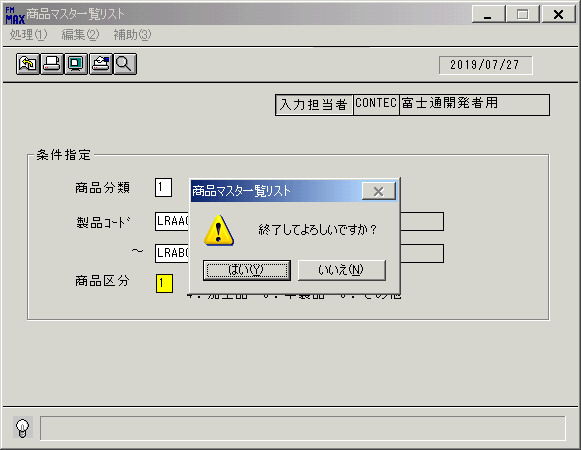 FM MAX 商品マスター覧リスト
処理(1) 編集(2) 補助(3)
2019/07/27
入力担当者 CONTEC 富士通開発者用
条件指定
商品分類 1
製品コード LRAA
～ LRAB
商品区分 1
商品マスター覧リスト
終了してよろしいですか？
はい(Y) いいえ(N)
その他